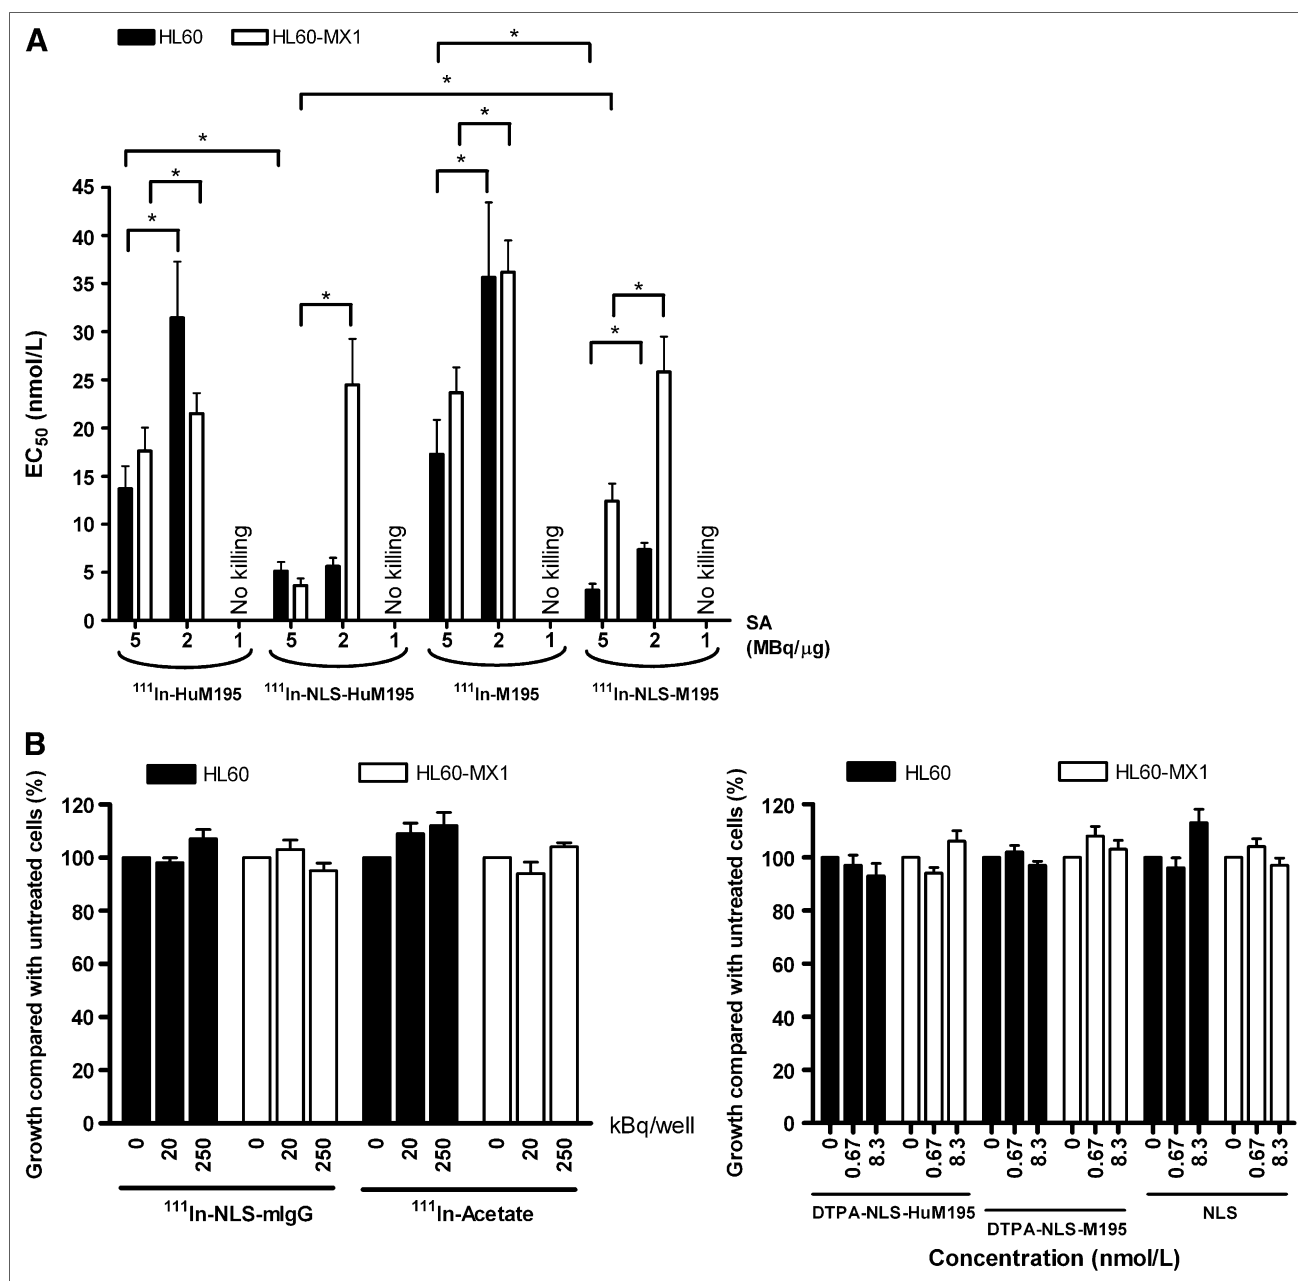 A
HL60
HL60-MX1
*
*
*
*
*
*
*
*
*
*
EC50 (nmol/L)
45
40
35
30
25
20
15
10
5
0
No killing
No killing
No killing
No killing
5 2 1 5 2 1 5 2 1 5 2 1
SA
(MBq/μg)
111In-HuM195
111In-NLS-HuM195
111In-M195
111In-NLS-M195
B
HL60
HL60-MX1
Growth compared with untreated cells (%)
120
100
80
60
40
20
0
0 20 250 0 20 250 0 20 250 0 20 250
kBq/well
111In-NLS-mIgG
111In-Acetate
HL60
HL60-MX1
Growth compared with untreated cells (%)
120
100
80
60
40
20
0
0 0.67 8.3 0 0.67 8.3 0 0.67 8.3 0 0.67 8.3 0 0.67 8.3 0 0.67 8.3
DTPA-NLS-HuM195
DTPA-NLS-M195
NLS
Concentration (nmol/L)